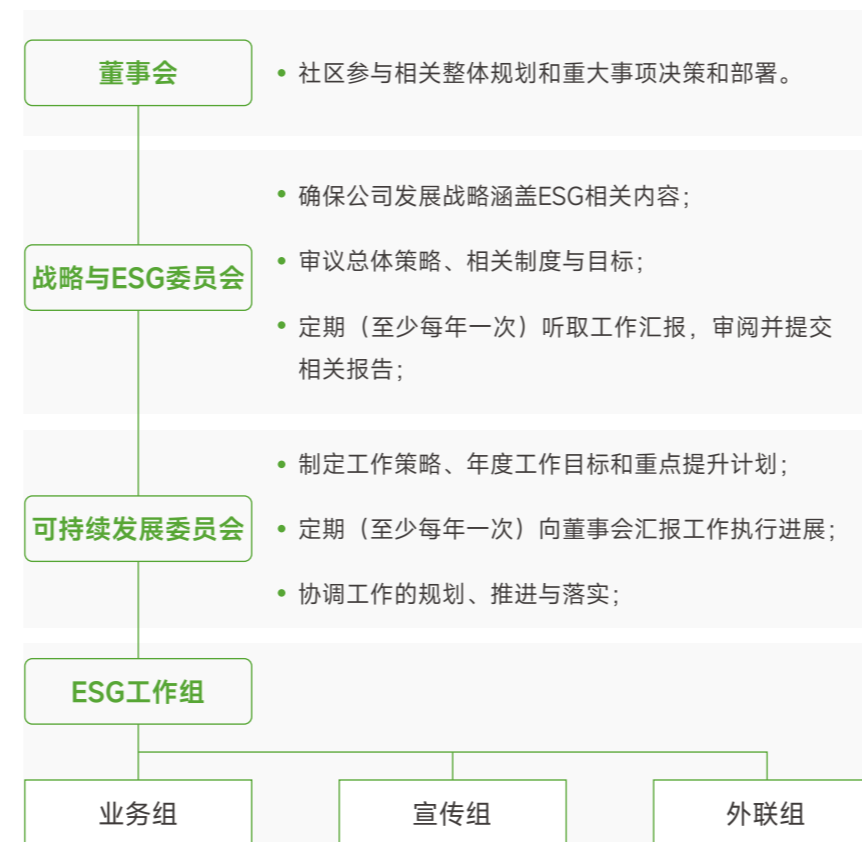 董事会
社区参与相关整体规划和重大事项决策和部署。
战略与ESG委员会
确保公司发展战略涵盖ESG相关内容；
审议总体策略、相关制度与目标；
定期（至少每年一次）听取工作汇报，审阅并提交
相关报告；
可持续发展委员会
制定工作策略、年度工作目标和重点提升计划；
定期（至少每年一次）向董事会汇报工作执行进展；
协调工作的规划、推进与落实；
ESG工作组
业务组
宣传组
外联组